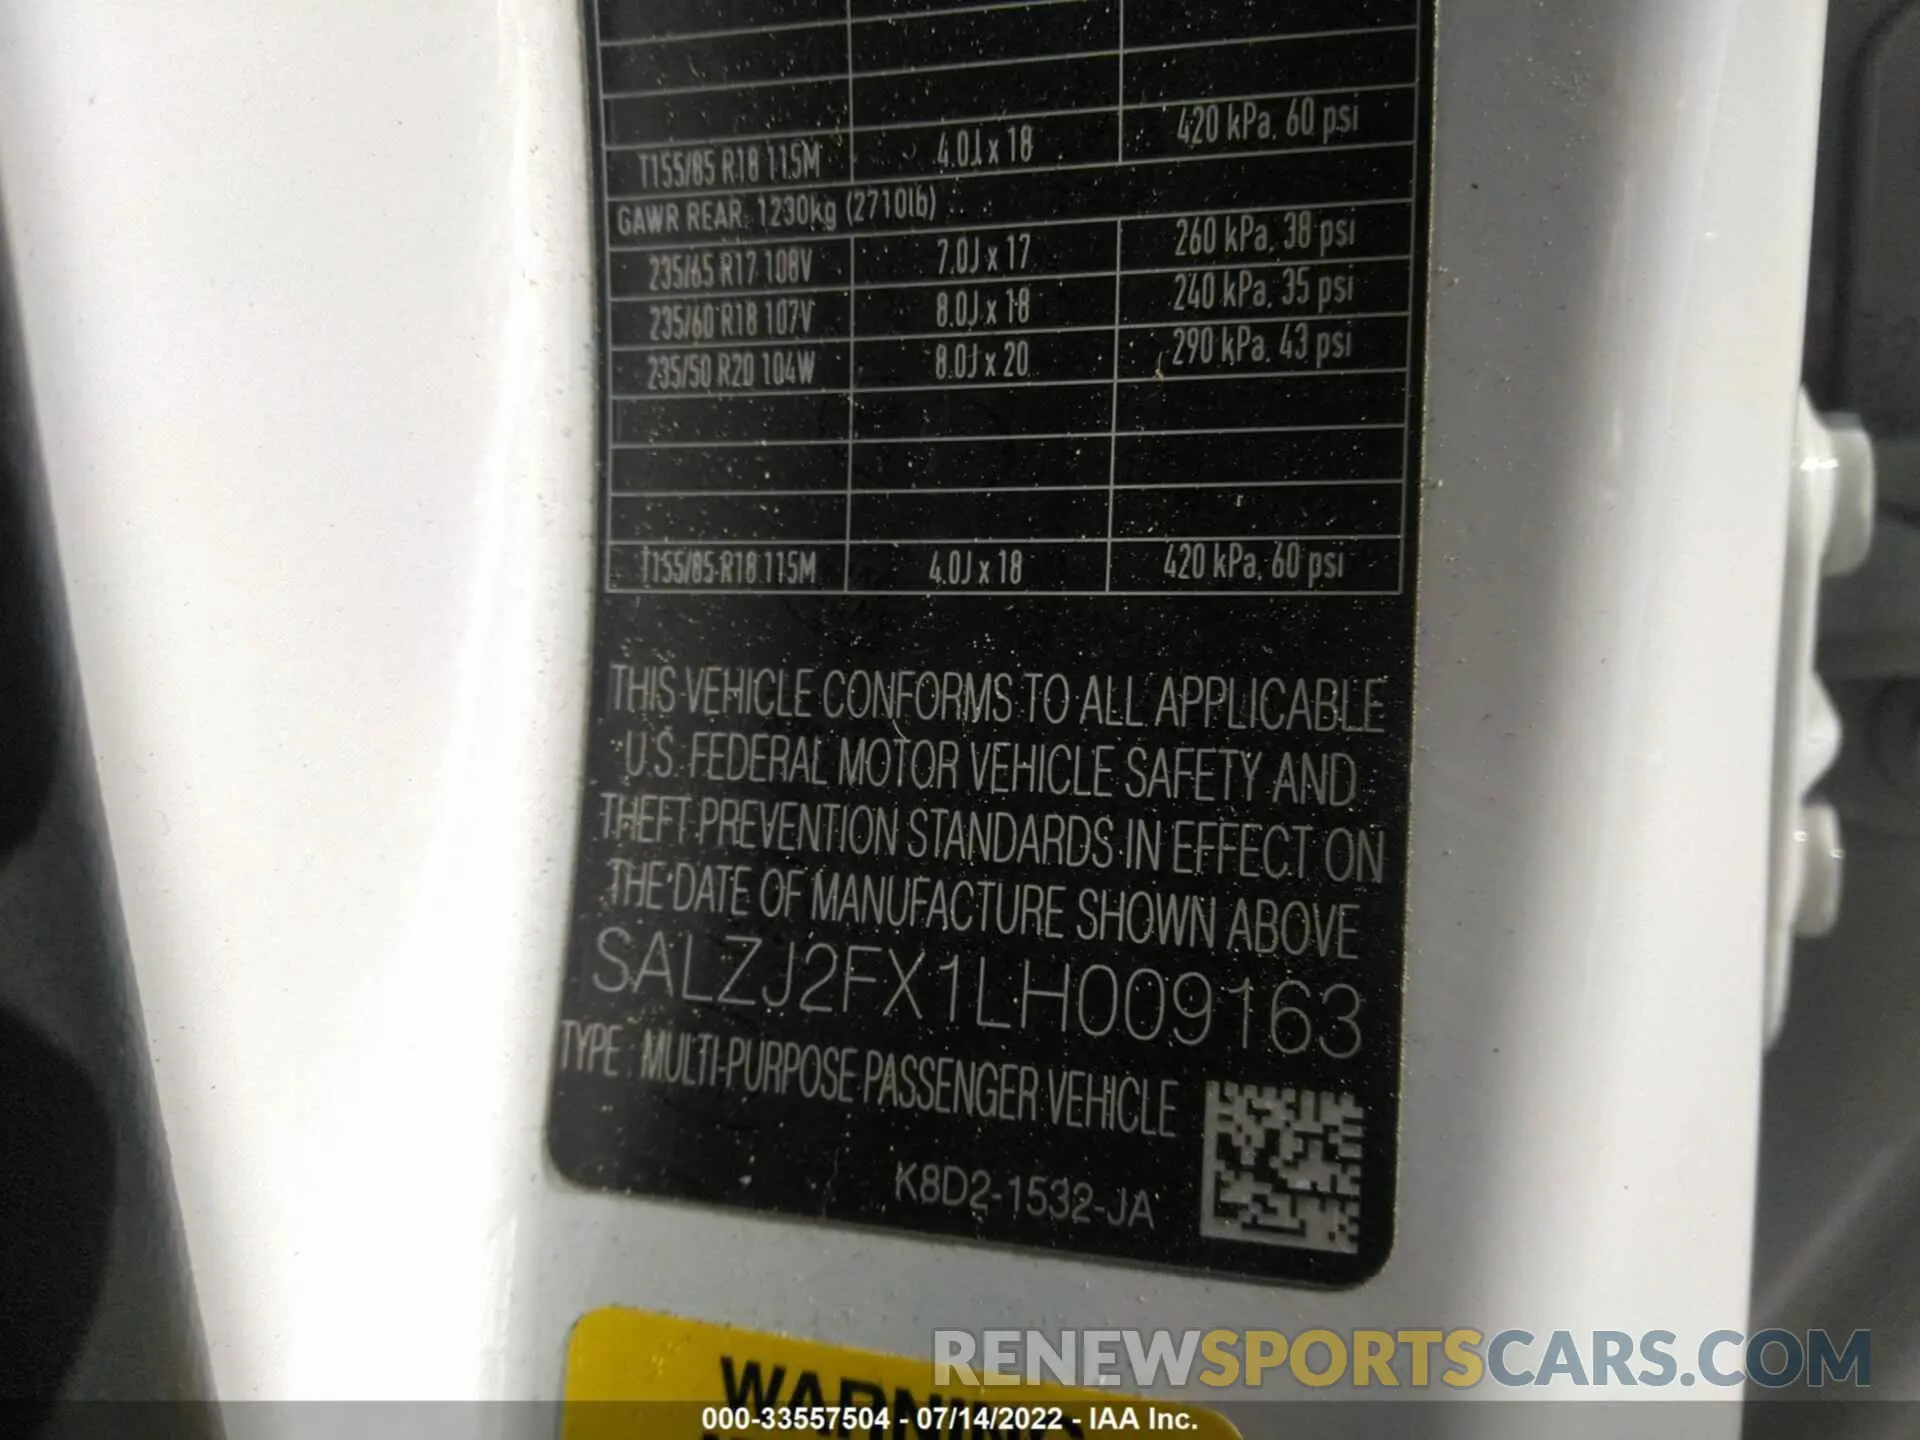 T155/85 R18 115M 4.0J x 18 420 kPa, 60 psi
GAWR REAR: 1230kg (2710lb)
235/65 R17 108V 7.0J x 17 260 kPa, 38 psi
235/60 R18 107V 8.0J x 18 240 kPa, 35 psi
235/50 R20 104W 8.0J x 20 290 kPa, 43 psi
T155/85 R18 115M 4.0J x 18 420 kPa, 60 psi
THIS VEHICLE CONFORMS TO ALL APPLICABLE
U.S. FEDERAL MOTOR VEHICLE SAFETY AND
THEFT PREVENTION STANDARDS IN EFFECT ON
THE DATE OF MANUFACTURE SHOWN ABOVE
SALZJ2FX1LH009163
TYPE : MULTI-PURPOSE PASSENGER VEHICLE
K8D2-1532-JA
WARNING
RENEWSPORTSCARS.COM
000-33557504 - 07/14/2022 - IAA Inc.